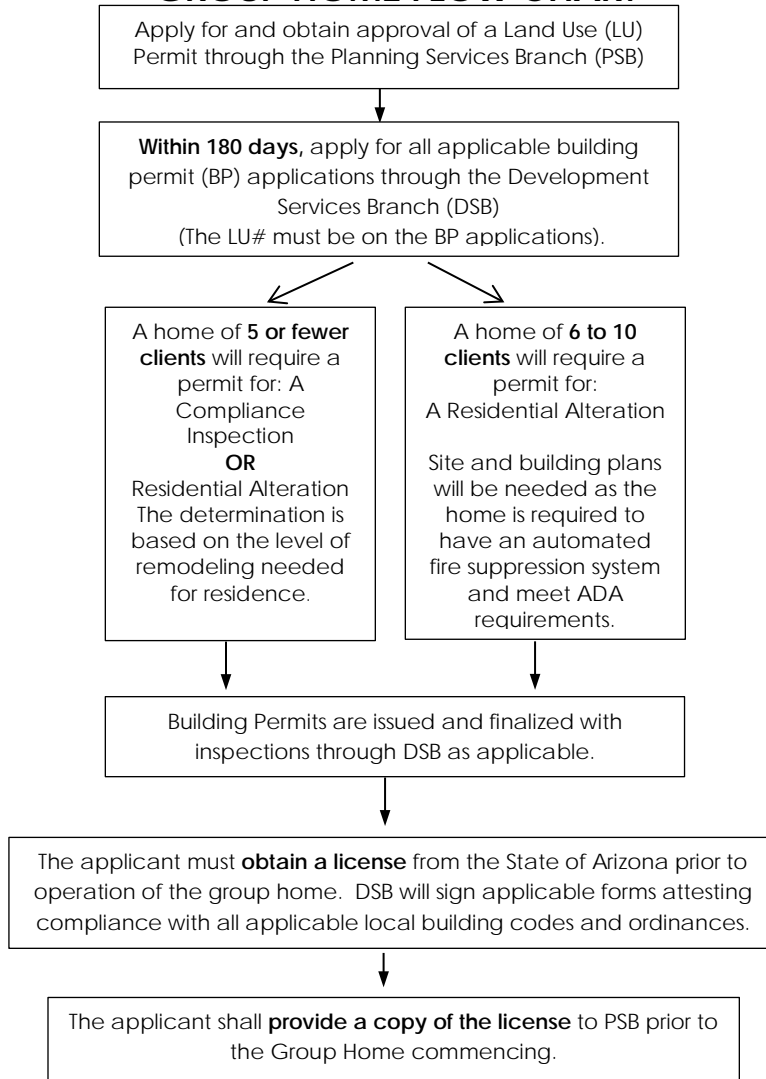 GROUP HOME FLOW CHART
Apply for and obtain approval of a Land Use (LU)
Permit through the Planning Services Branch (PSB)
Within 180 days, apply for all applicable building
permit (BP) applications through the Development
Services Branch (DSB)
(The LU# must be on the BP applications).
A home of 5 or fewer
clients will require a
permit for: A
Compliance
Inspection
OR
Residential Alteration
The determination is
based on the level of
remodeling needed
for residence.
A home of 6 to 10
clients will require a
permit for:
A Residential Alteration
Site and building plans
will be needed as the
home is required to
have an automated
fire suppression system
and meet ADA
requirements.
Building Permits are issued and finalized with
inspections through DSB as applicable.
The applicant must obtain a license from the State of Arizona prior to
operation of the group home. DSB will sign applicable forms attesting
compliance with all applicable local building codes and ordinances.
The applicant shall provide a copy of the license to PSB prior to
the Group Home commencing.